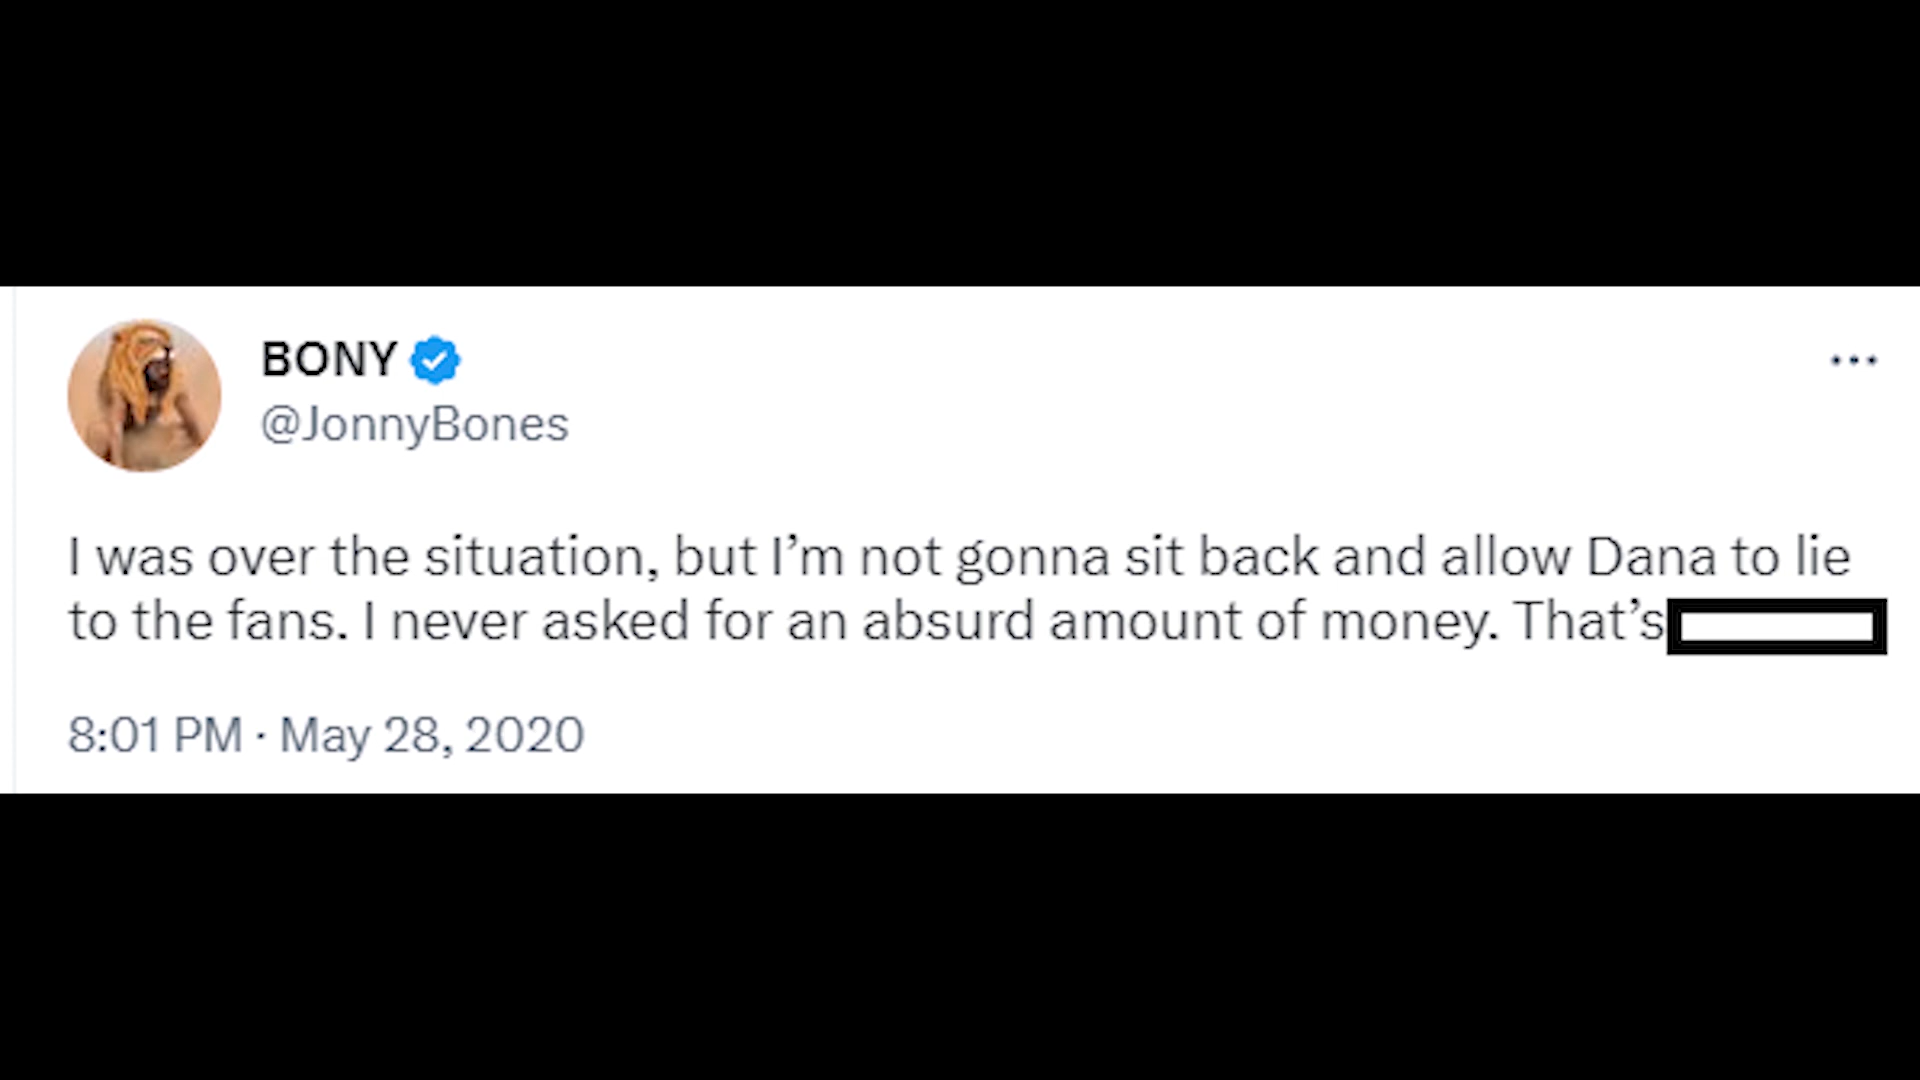 BONY
@JonnyBones
I was over the situation, but I’m not gonna sit back and allow Dana to lie
to the fans. I never asked for an absurd amount of money. That’s
8:01 PM · May 28, 2020